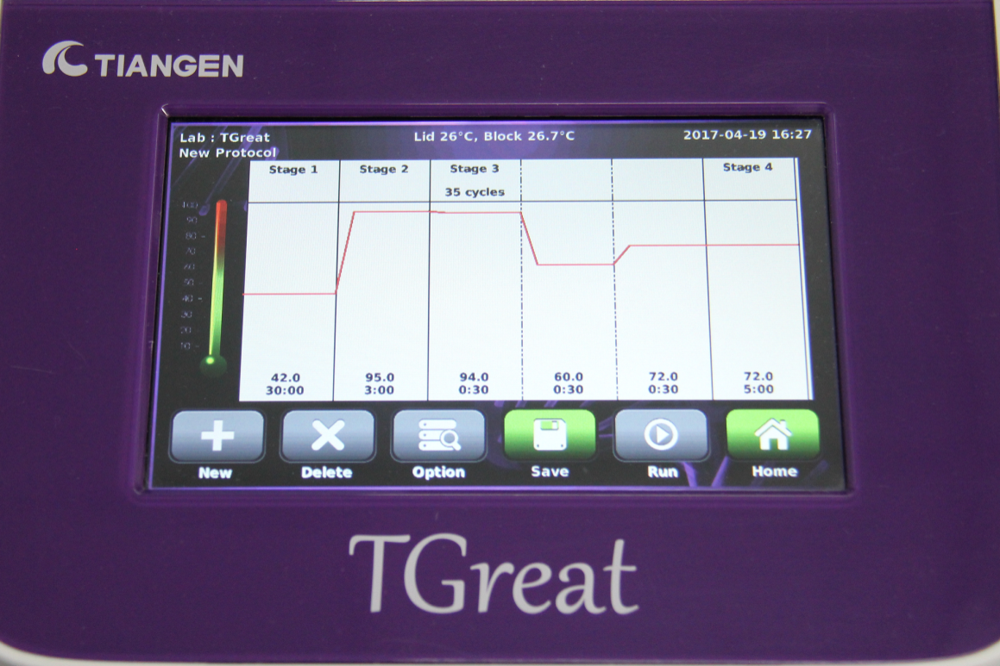 TIANGEN
Lab : TGreat
Lid 26°C, Block 26.7°C
2017-04-19 16:27
New Protocol
Stage 1
Stage 2
Stage 3
Stage 4
35 cycles
100
90
80
70
60
50
40
30
20
10
42.0
30:00
95.0
3:00
94.0
0:30
60.0
0:30
72.0
0:30
72.0
5:00
New
Delete
Option
Save
Run
Home
TGreat